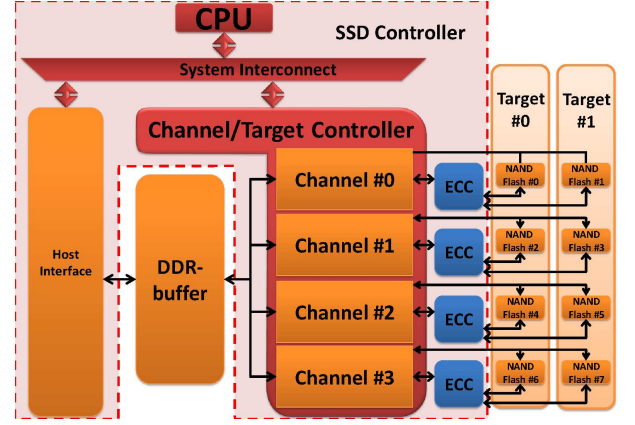 CPU
SSD Controller
System Interconnect
Channel/Target Controller
Target
#0
Target
#1
Channel #0
ECC
NAND
Flash #0
NAND
Flash #1
Channel #1
ECC
NAND
Flash #2
NAND
Flash #3
Host
Interface
DDR-
buffer
Channel #2
ECC
NAND
Flash #4
NAND
Flash #5
Channel #3
ECC
NAND
Flash #6
NAND
Flash #7